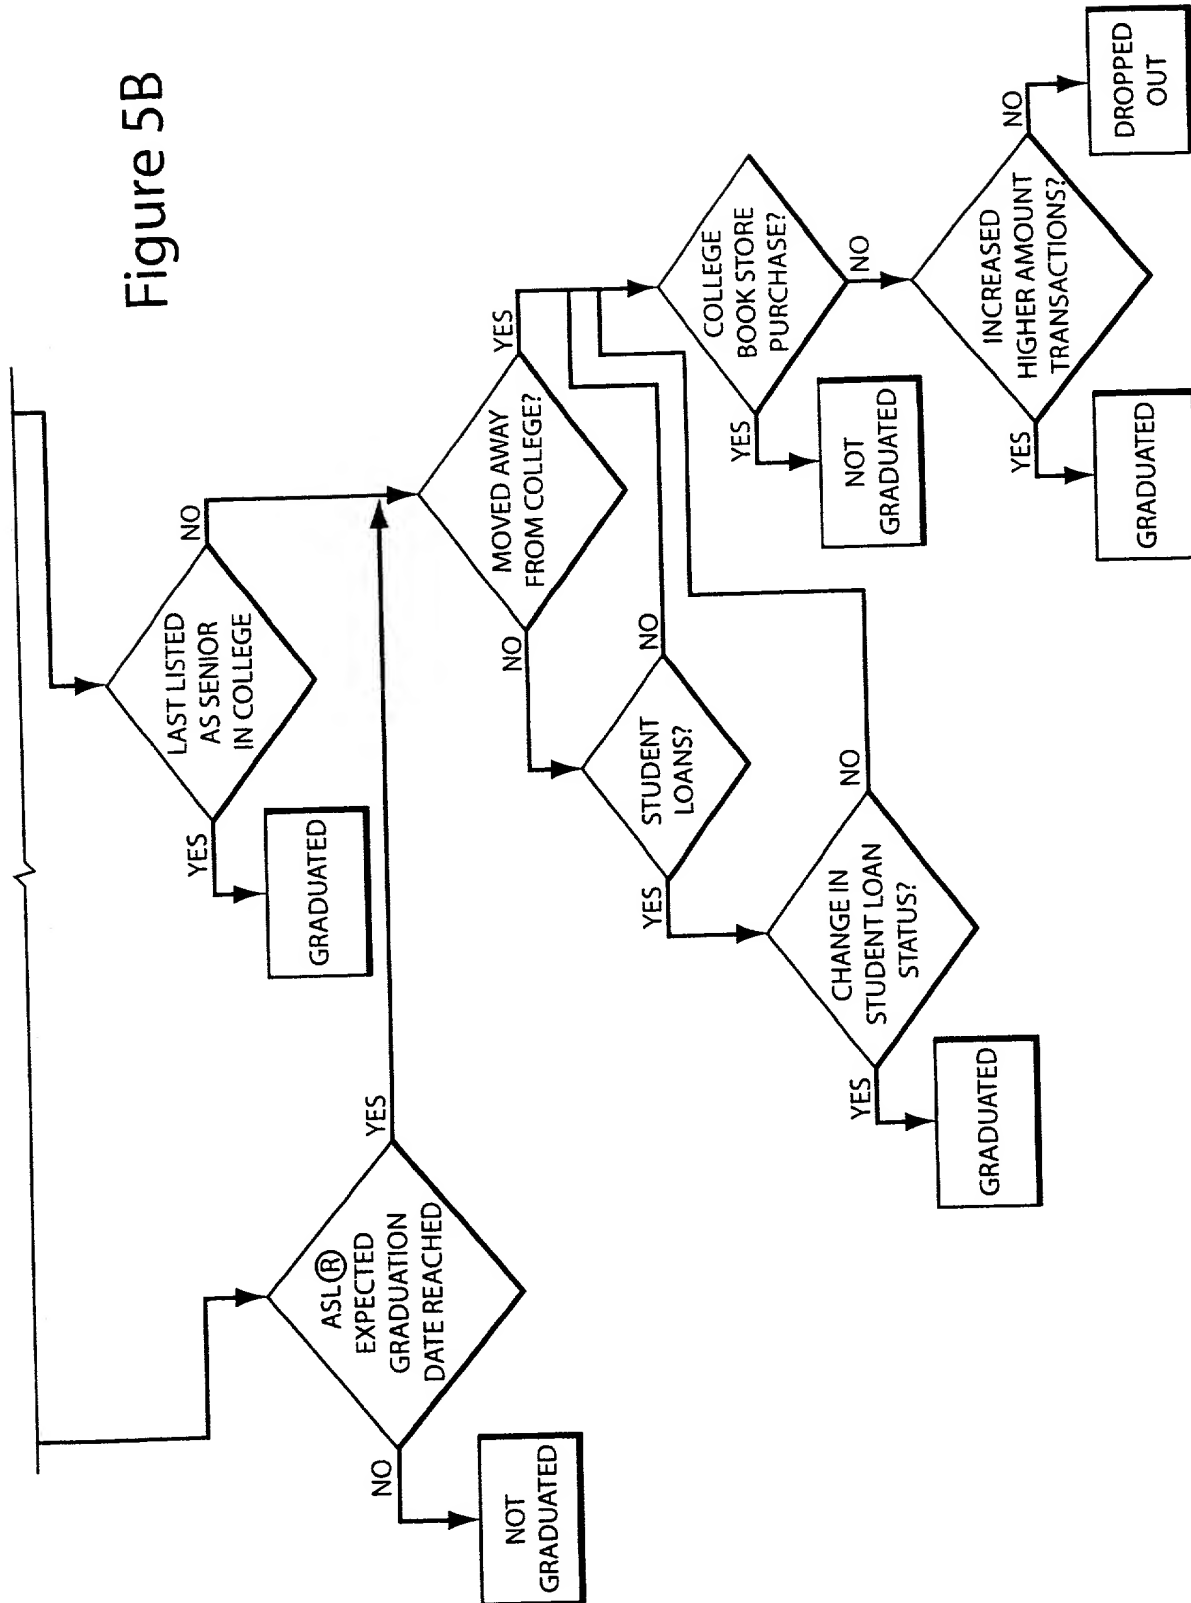 Figure 5B
LAST LISTED
AS SENIOR
IN COLLEGE
YES
NO
GRADUATED
ASL®
EXPECTED
GRADUATION
DATE REACHED
NO
YES
NOT
GRADUATED
MOVED AWAY
FROM COLLEGE?
NO
YES
STUDENT
LOANS?
YES
NO
CHANGE IN
STUDENT LOAN
STATUS?
YES
NO
GRADUATED
COLLEGE
BOOK STORE
PURCHASE?
YES
NO
NOT
GRADUATED
INCREASED
HIGHER AMOUNT
TRANSACTIONS?
YES
NO
GRADUATED
DROPPED
OUT